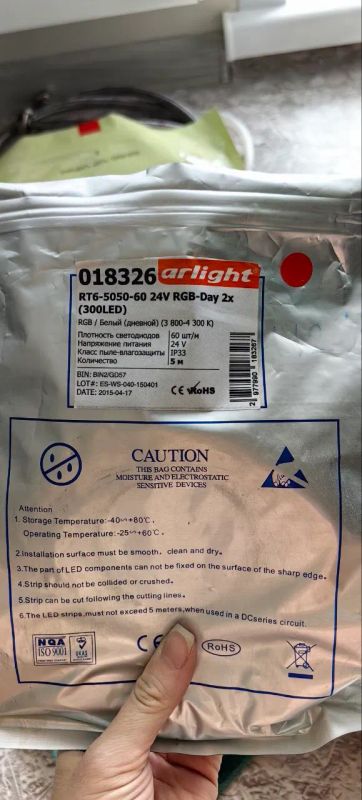 018326 arlight
RT6-5050-60 24V RGB-Day 2x
(300LED)
RGB / Белый (дневной) (3 800-4 300 K)
Плотность светодиодов 60 шт/м
Напряжение питания 24 V
Класс пыле-влагозащиты IP33
Количество 5 м
BIN: BIN2/GD57
LOT#: ES-WS-040-150401
DATE: 2015-04-17
CE RoHS
2 977990 183267
CAUTION
THIS BAG CONTAINS
MOISTURE AND ELECTROSTATIC
SENSITIVE DEVICES
Attention
1. Storage Temperature:-40~+80℃.
Operating Temperature:-25~+60℃.
2.Installation surface must be smooth, clean and dry.
3.The part of LED components can not be fixed on the surface of the sharp edge.
4.Strip should not be collided or crushed.
5.Strip can be cut following the cutting lines.
6.The LED strips,must not exceed 5 meters,when used in a DCseries circuit.
NQA
ISO 9001
UKAS
CE
RoHS